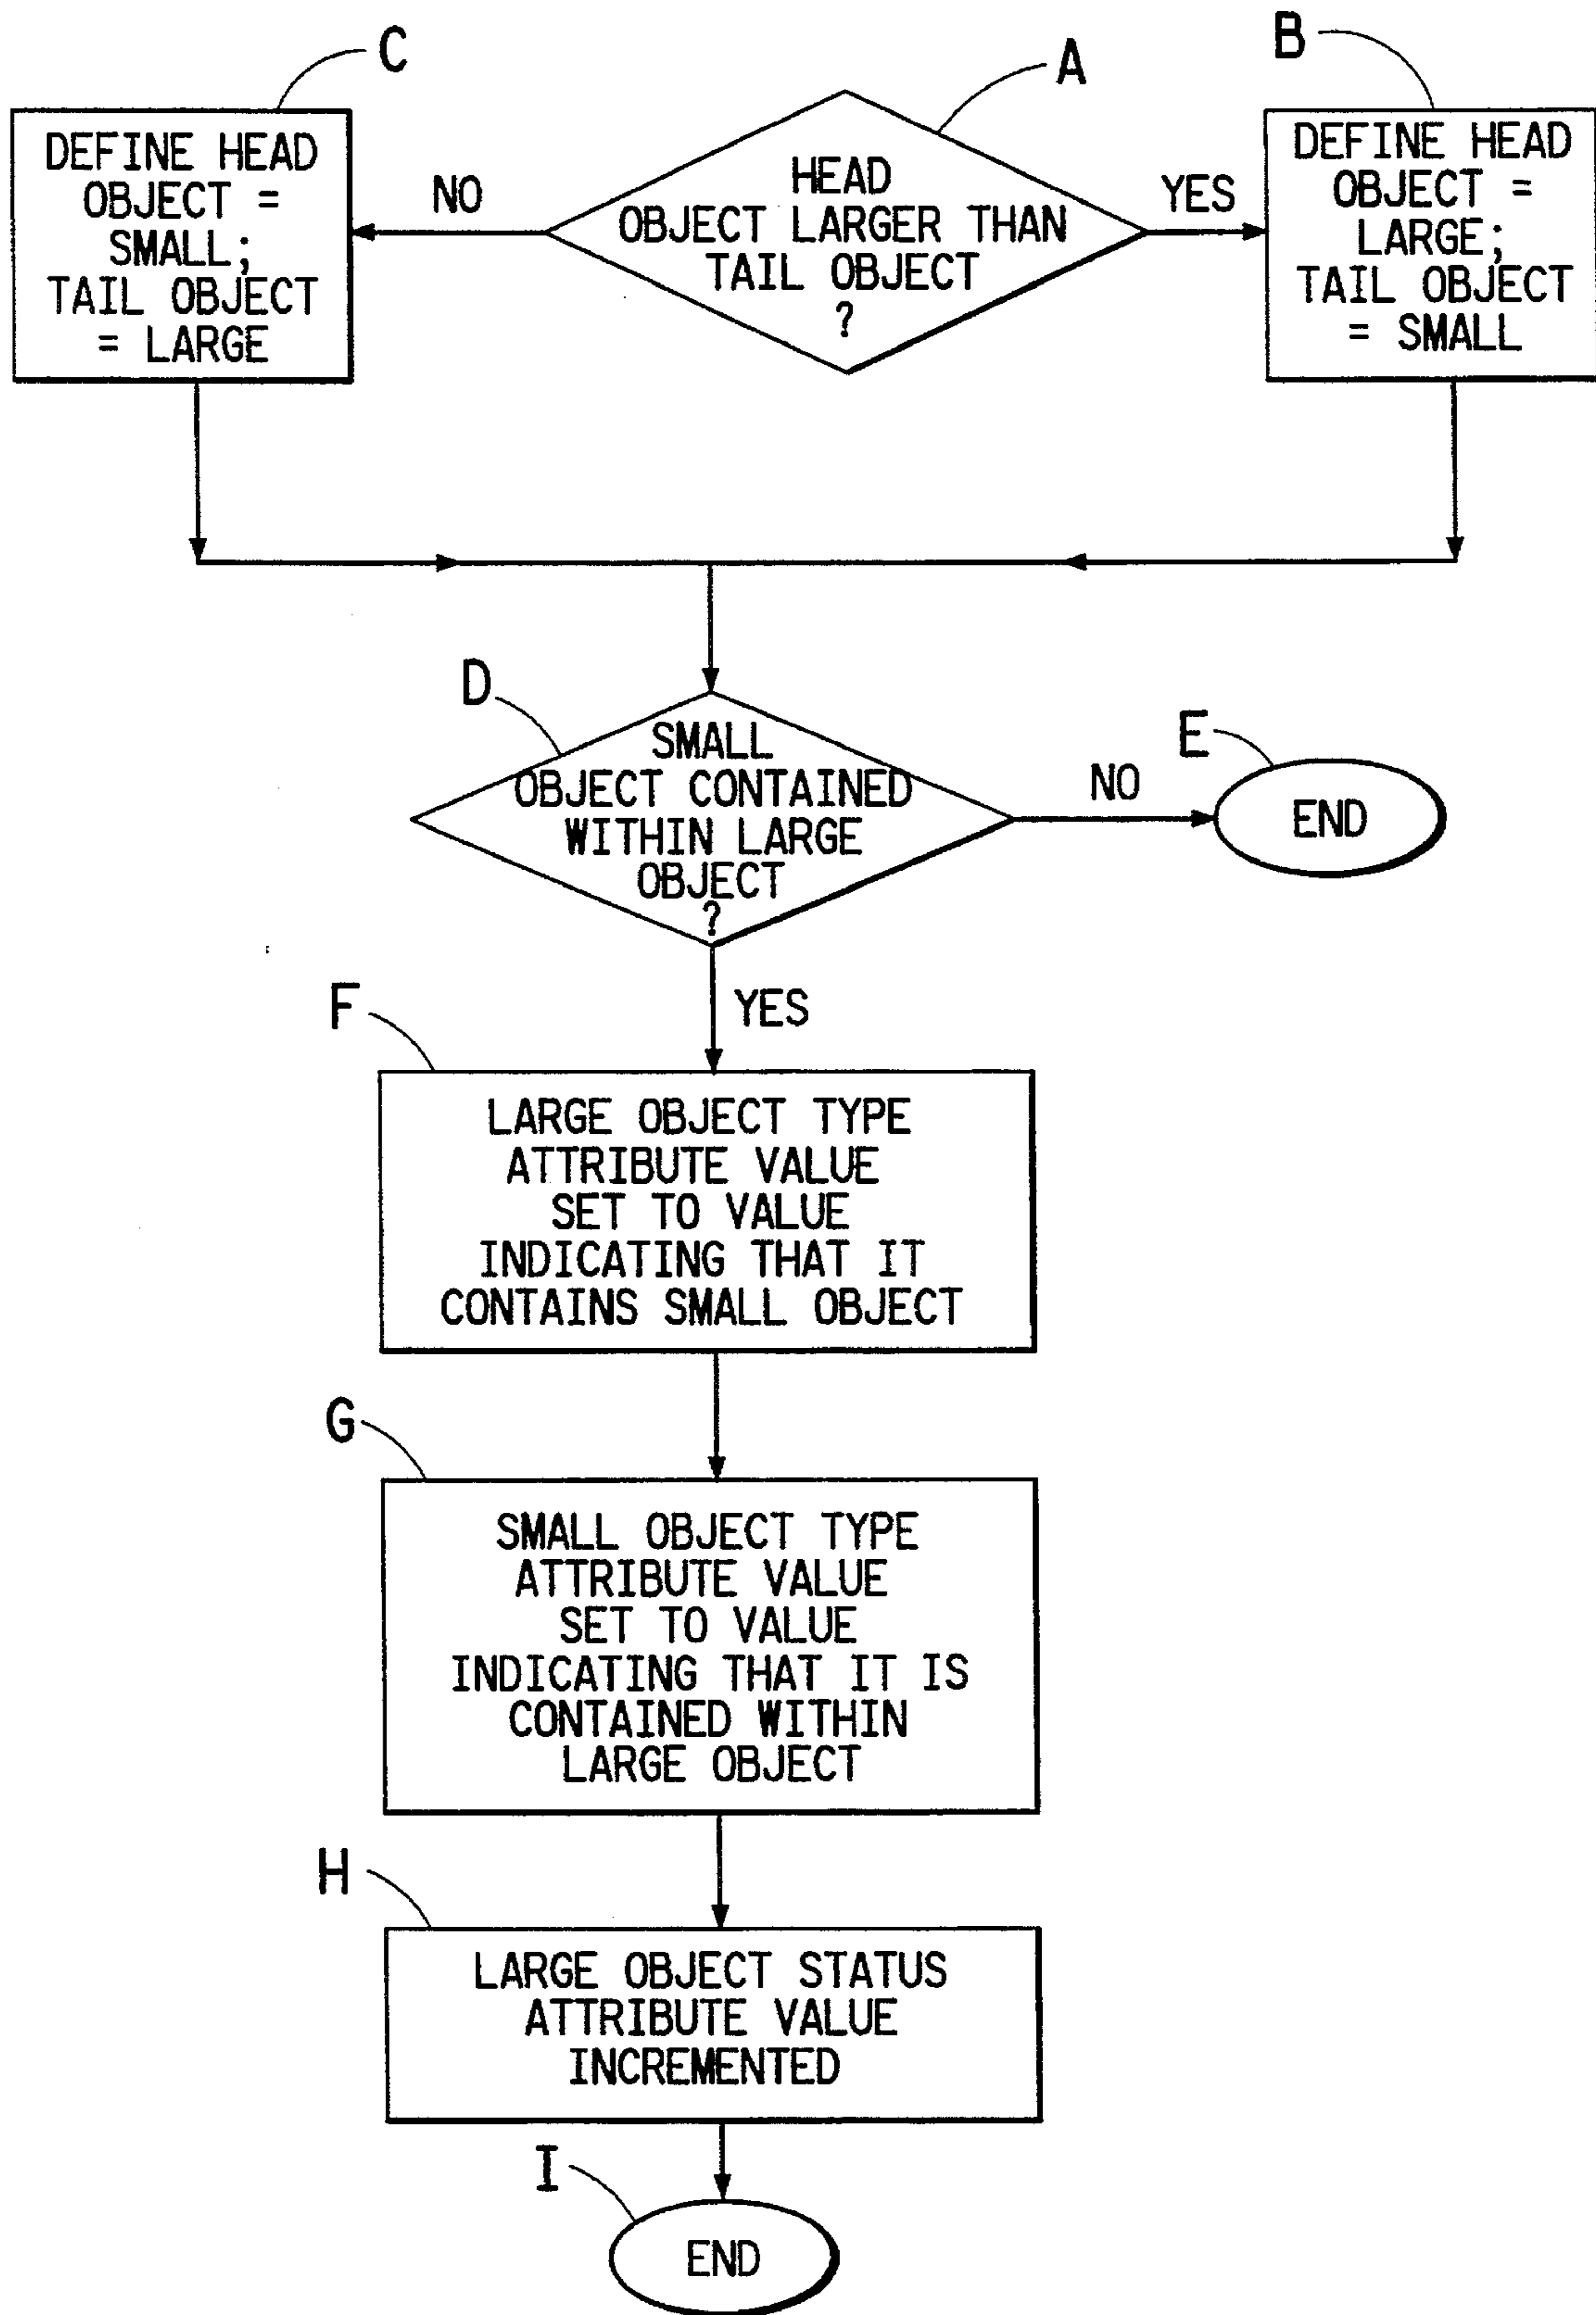 C
A
B
DEFINE HEAD
OBJECT =
SMALL;
TAIL OBJECT
= LARGE
NO
HEAD
OBJECT LARGER THAN
TAIL OBJECT
?
YES
DEFINE HEAD
OBJECT =
LARGE;
TAIL OBJECT
= SMALL
D
SMALL
OBJECT CONTAINED
WITHIN LARGE
OBJECT
?
NO
E
END
YES
F
LARGE OBJECT TYPE
ATTRIBUTE VALUE
SET TO VALUE
INDICATING THAT IT
CONTAINS SMALL OBJECT
G
SMALL OBJECT TYPE
ATTRIBUTE VALUE
SET TO VALUE
INDICATING THAT IT IS
CONTAINED WITHIN
LARGE OBJECT
H
LARGE OBJECT STATUS
ATTRIBUTE VALUE
INCREMENTED
I
END